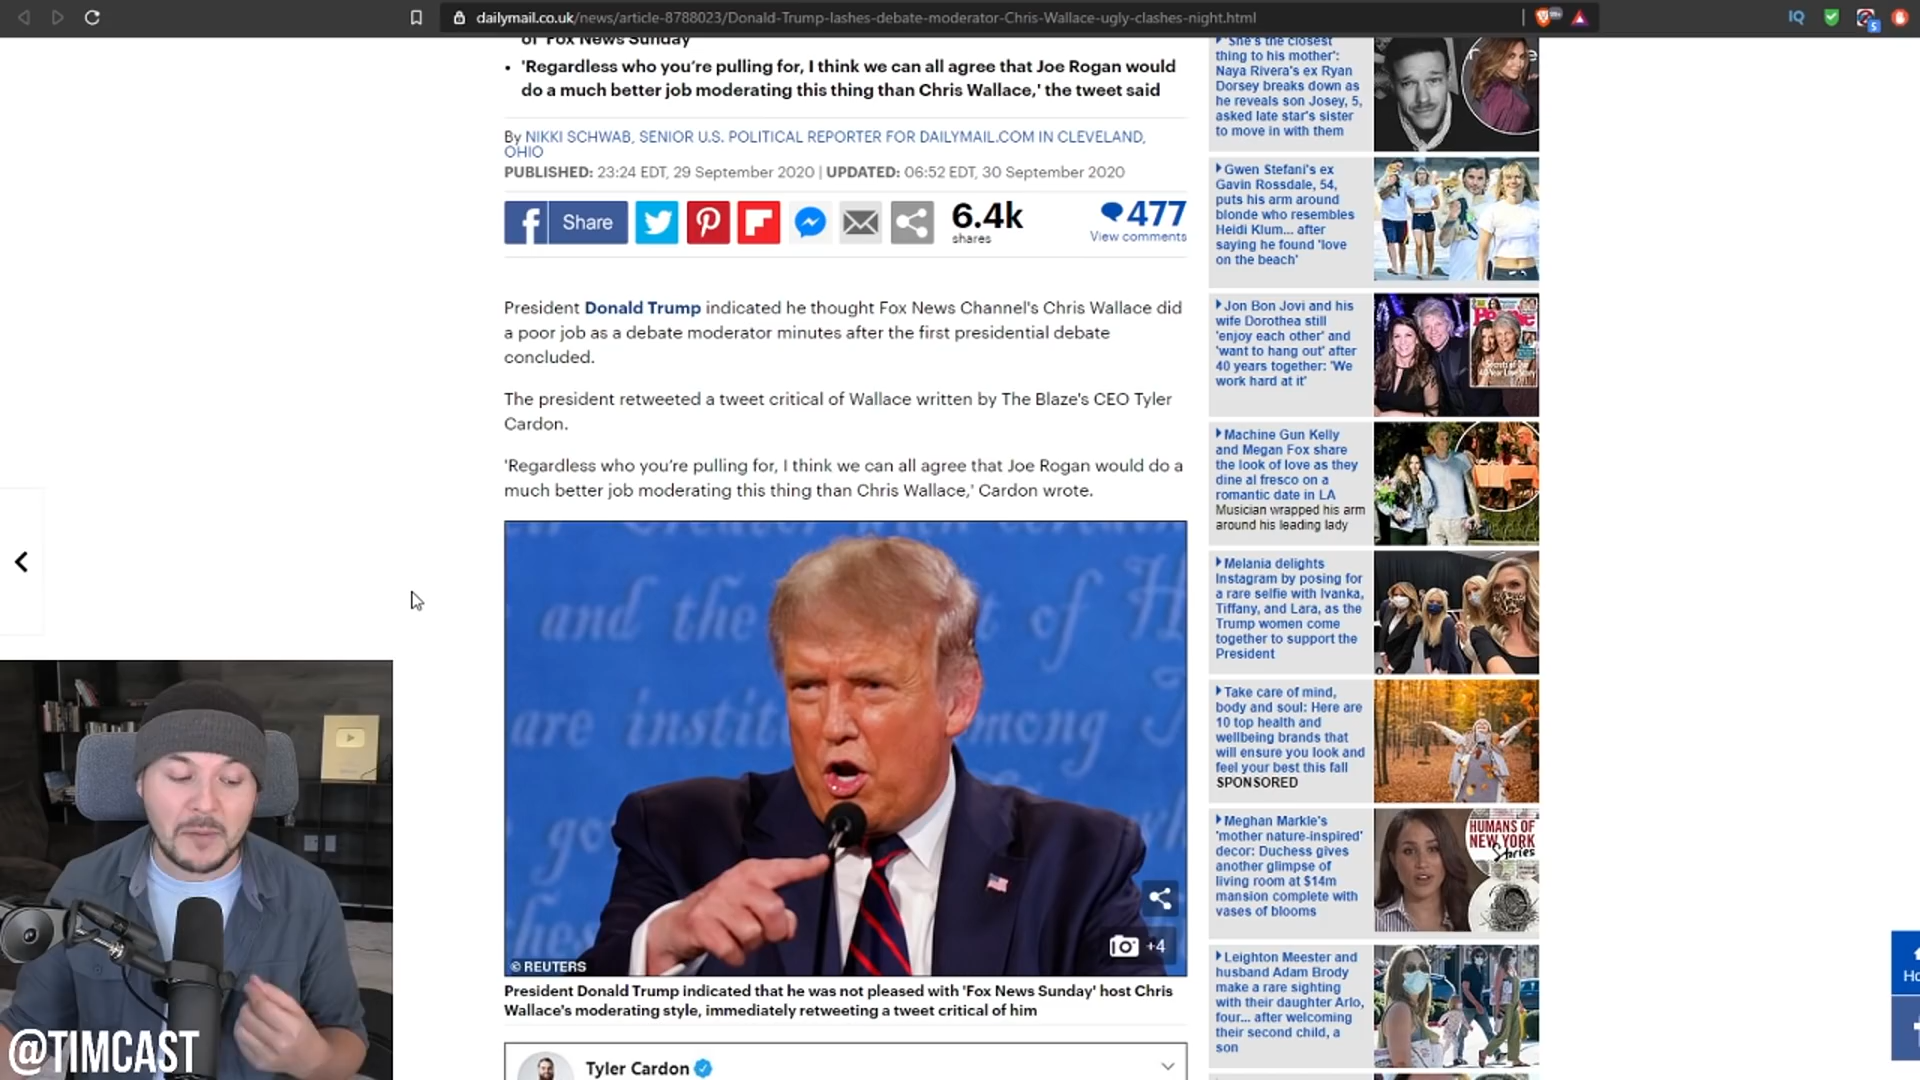 dailymail.co.uk/news/article-8788023/Donald-Trump-lashes-debate-moderator-Chris-Wallace-ugly-clashes-night.html
IQ
5
of 'Fox News Sunday'
• 'Regardless who you're pulling for, I think we can all agree that Joe Rogan would
do a much better job moderating this thing than Chris Wallace,' the tweet said
By NIKKI SCHWAB, SENIOR U.S. POLITICAL REPORTER FOR DAILYMAIL.COM IN CLEVELAND,
OHIO
PUBLISHED: 23:24 EDT, 29 September 2020 | UPDATED: 06:52 EDT, 30 September 2020
Share
6.4k
shares
477
View comments
President Donald Trump indicated he thought Fox News Channel's Chris Wallace did
a poor job as a debate moderator minutes after the first presidential debate
concluded.
The president retweeted a tweet critical of Wallace written by The Blaze's CEO Tyler
Cardon.
'Regardless who you're pulling for, I think we can all agree that Joe Rogan would do a
much better job moderating this thing than Chris Wallace,' Cardon wrote.
and the
t of H
are instit
mong
go
hes
+4
© REUTERS
President Donald Trump indicated that he was not pleased with 'Fox News Sunday' host Chris
Wallace's moderating style, immediately retweeting a tweet critical of him
Tyler Cardon
'She's the closest
thing to his mother':
Naya Rivera's ex Ryan
Dorsey breaks down as
he reveals son Josey, 5,
asked late star's sister
to move in with them
Gwen Stefani's ex
Gavin Rossdale, 54,
puts his arm around
blonde who resembles
Heidi Klum... after
saying he found 'love
on the beach'
Jon Bon Jovi and his
wife Dorothea still
'enjoy each other' and
'want to hang out' after
40 years together: 'We
work hard at it'
People
Machine Gun Kelly
and Megan Fox share
the look of love as they
dine al fresco on a
romantic date in LA
Musician wrapped his arm
around his leading lady
Melania delights
Instagram by posing for
a rare selfie with Ivanka,
Tiffany, and Lara, as the
Trump women come
together to support the
President
Take care of mind,
body and soul: Here are
10 top health and
wellbeing brands that
will ensure you look and
feel your best this fall
SPONSORED
Meghan Markle's
'mother nature-inspired'
decor: Duchess gives
another glimpse of
living room at $14m
mansion complete with
vases of blooms
HUMANS OF
NEW YORK
Stories
Leighton Meester and
husband Adam Brody
make a rare sighting
with their daughter Arlo,
four... after welcoming
their second child, a
son
Ho
@TIMCAST